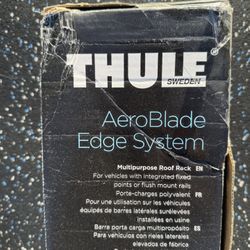 THULE
SWEDEN
AeroBlade
Edge System
Multipurpose Roof Rack EN
For vehicles with integrated fixed
points or flush mount rails
Porte-charges polyvalent FR
Pour une utilisation sur les véhicules
équipés de barres latérales surélevées
installées en usine
Barra porta carga multipropósito ES
Para vehículos con rieles laterales
elevados de fábrica